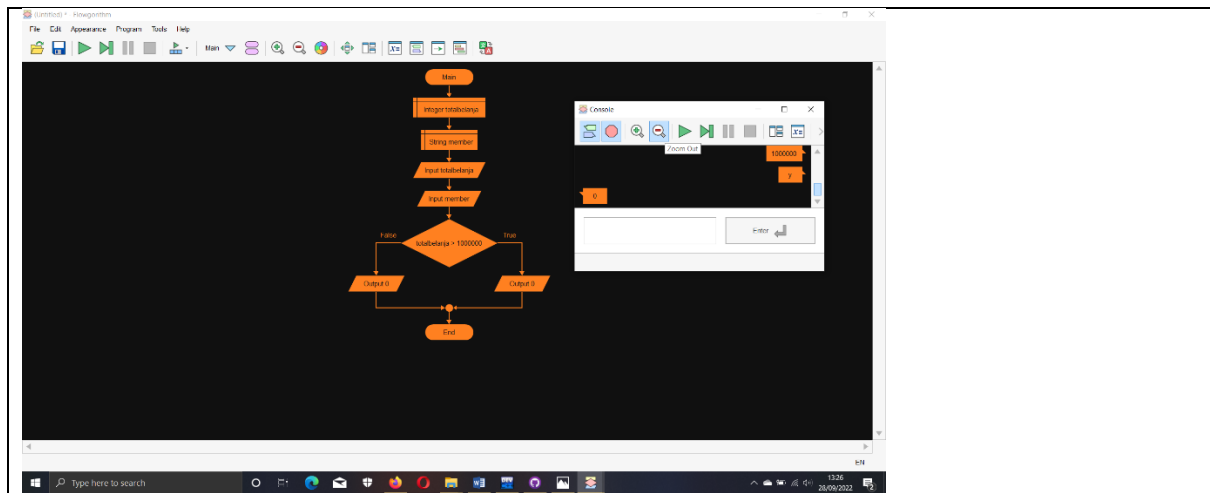 (Untitled) * - Flowgorithm
File Edit Appearance Program Tools Help
Main
Main
Integer totalbelanja
String member
Input totalbelanja
Input member
False
totalbelanja > 1000000
True
Output 0
Output 0
End
Console
Zoom Out
1000000
y
0
Enter
EN
Type here to search
13:26
28/09/2022